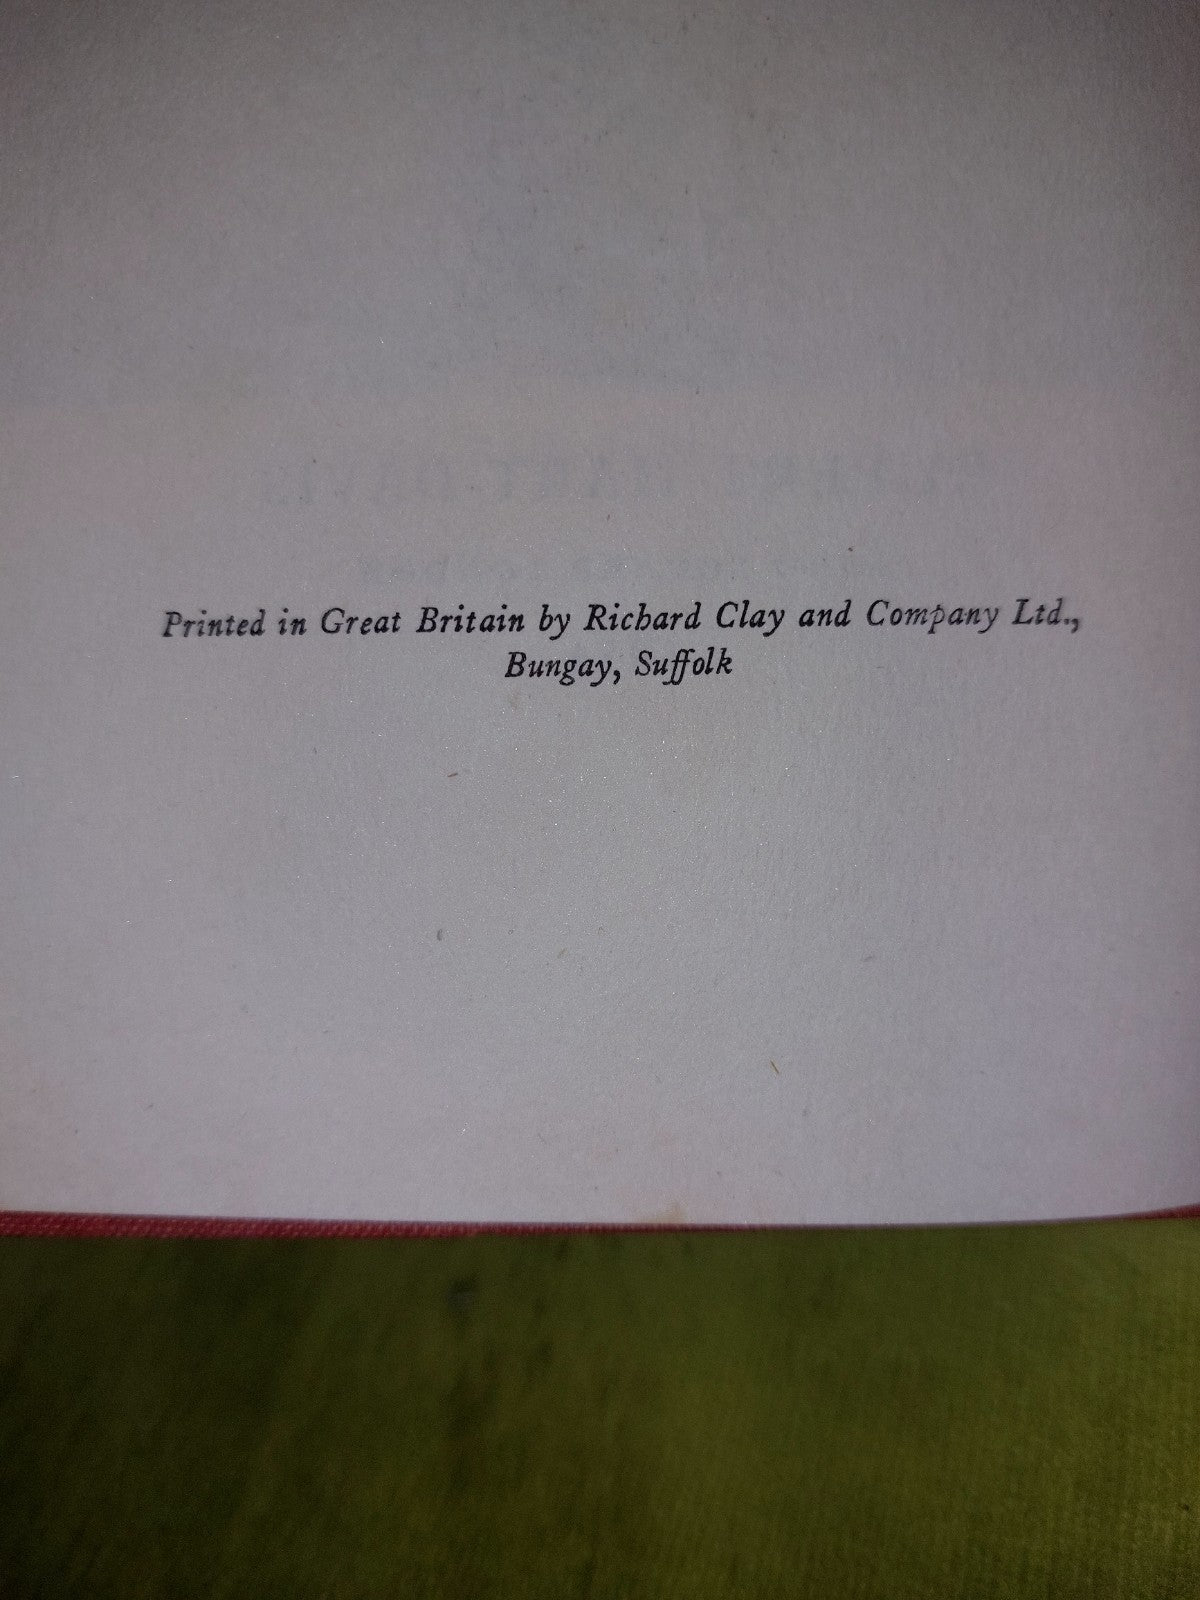 Printed in Great Britain by Richard Clay and Company Ltd.,
Bungay, Suffolk